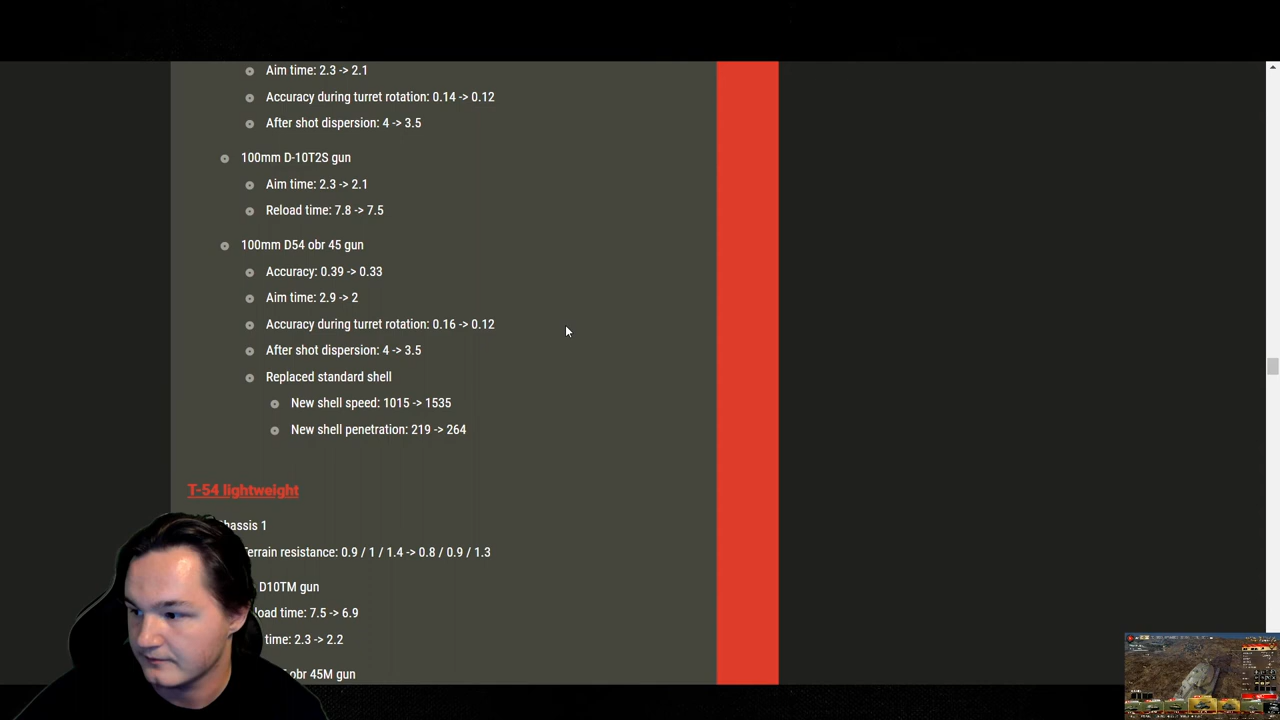 Aim time: 2.3 -> 2.1
Accuracy during turret rotation: 0.14 -> 0.12
After shot dispersion: 4 -> 3.5
100mm D-10T2S gun
Aim time: 2.3 -> 2.1
Reload time: 7.8 -> 7.5
100mm D54 obr 45 gun
Accuracy: 0.39 -> 0.33
Aim time: 2.9 -> 2
Accuracy during turret rotation: 0.16 -> 0.12
After shot dispersion: 4 -> 3.5
Replaced standard shell
New shell speed: 1015 -> 1535
New shell penetration: 219 -> 264
T-54 lightweight
hassis 1
Terrain resistance: 0.9 / 1 / 1.4 -> 0.8 / 0.9 / 1.3
D10TM gun
load time: 7.5 -> 6.9
time: 2.3 -> 2.2
obr 45M gun